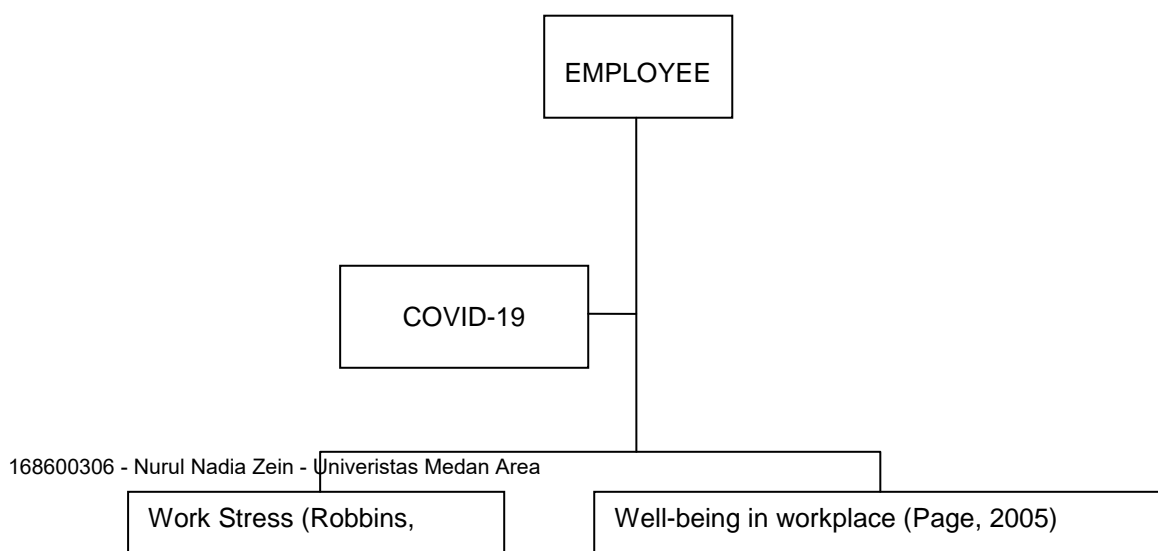 EMPLOYEE
COVID-19
168600306 - Nurul Nadia Zein - Univeristas Medan Area
Work Stress (Robbins,
Well-being in workplace (Page, 2005)